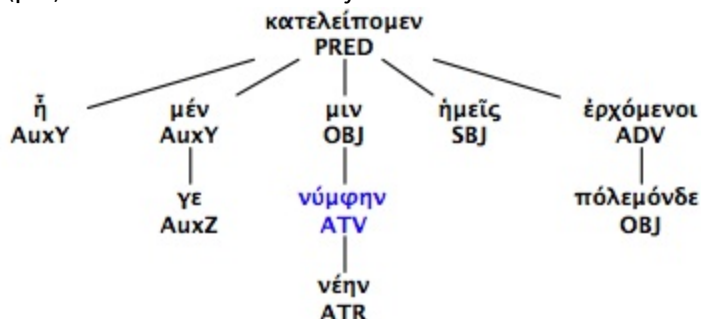 κατελείπομεν
PRED
ἦ μέν μιν ἡμεῖς ἐρχόμενοι
AuxY AuxY OBJ SBJ ADV
γε νύμφην πόλεμόνδε
AuxZ ATV OBJ
νέην
ATR